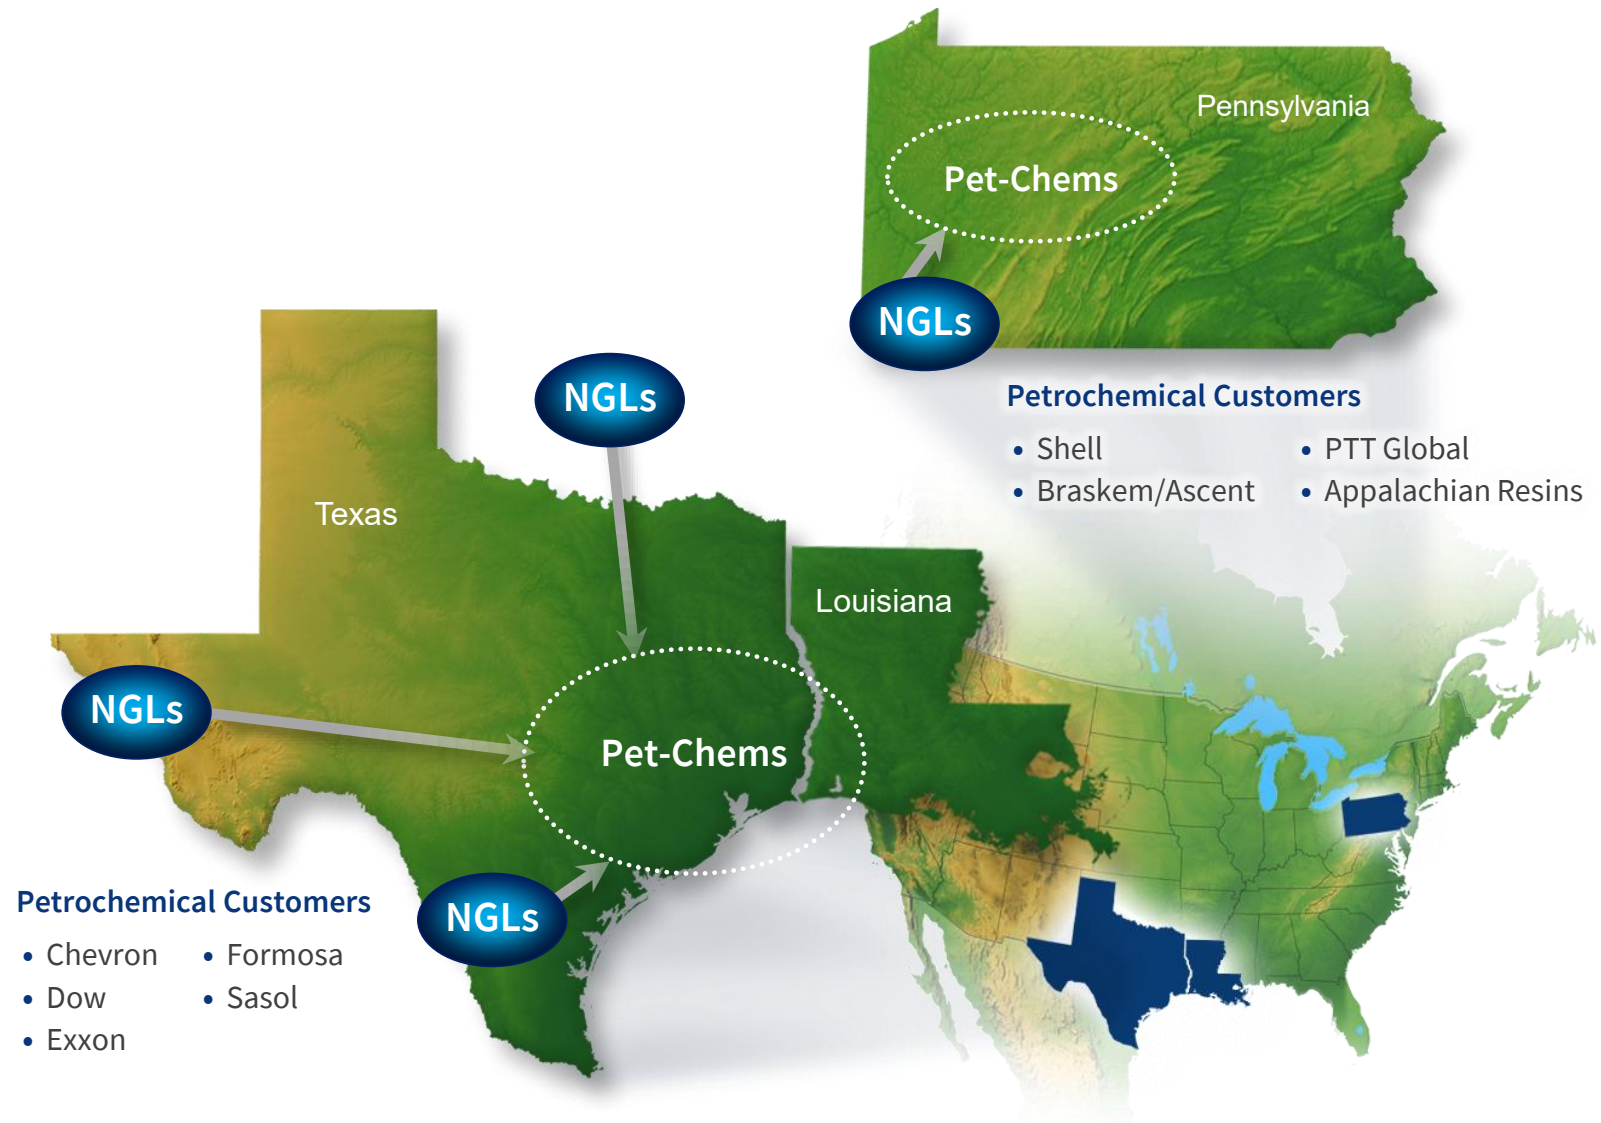 Pennsylvania
Pet-Chems
NGLs
Petrochemical Customers
• Shell
• Braskem/Ascent
• PTT Global
• Appalachian Resins
NGLs
Texas
Louisiana
NGLs
Pet-Chems
NGLs
Petrochemical Customers
• Chevron
• Dow
• Exxon
• Formosa
• Sasol